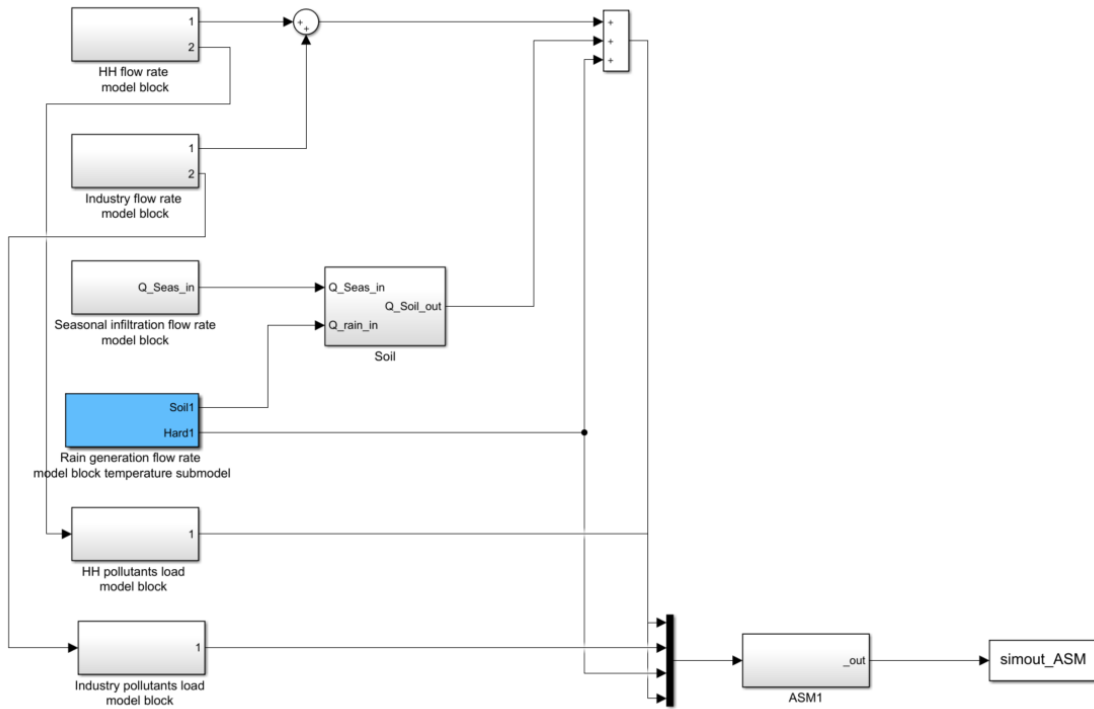 1
2
HH flow rate
model block
+
+
+
+
+
1
2
Industry flow rate
model block
Q_Seas_in
Seasonal infiltration flow rate
model block
Q_Seas_in
Q_Soil_out
Q_rain_in
Soil
Soil1
Hard1
Rain generation flow rate
model block temperature submodel
1
HH pollutants load
model block
1
Industry pollutants load
model block
_out
ASM1
simout_ASM